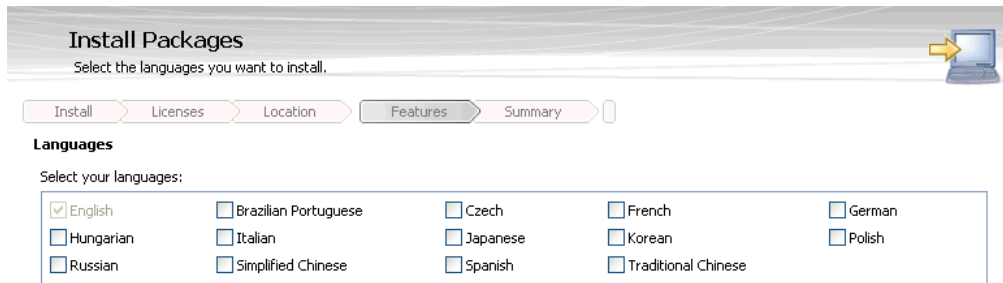 Install Packages
Select the languages you want to install.
Install Licenses Location Features Summary
Languages
Select your languages:
English Brazilian Portuguese Czech French German
Hungarian Italian Japanese Korean Polish
Russian Simplified Chinese Spanish Traditional Chinese